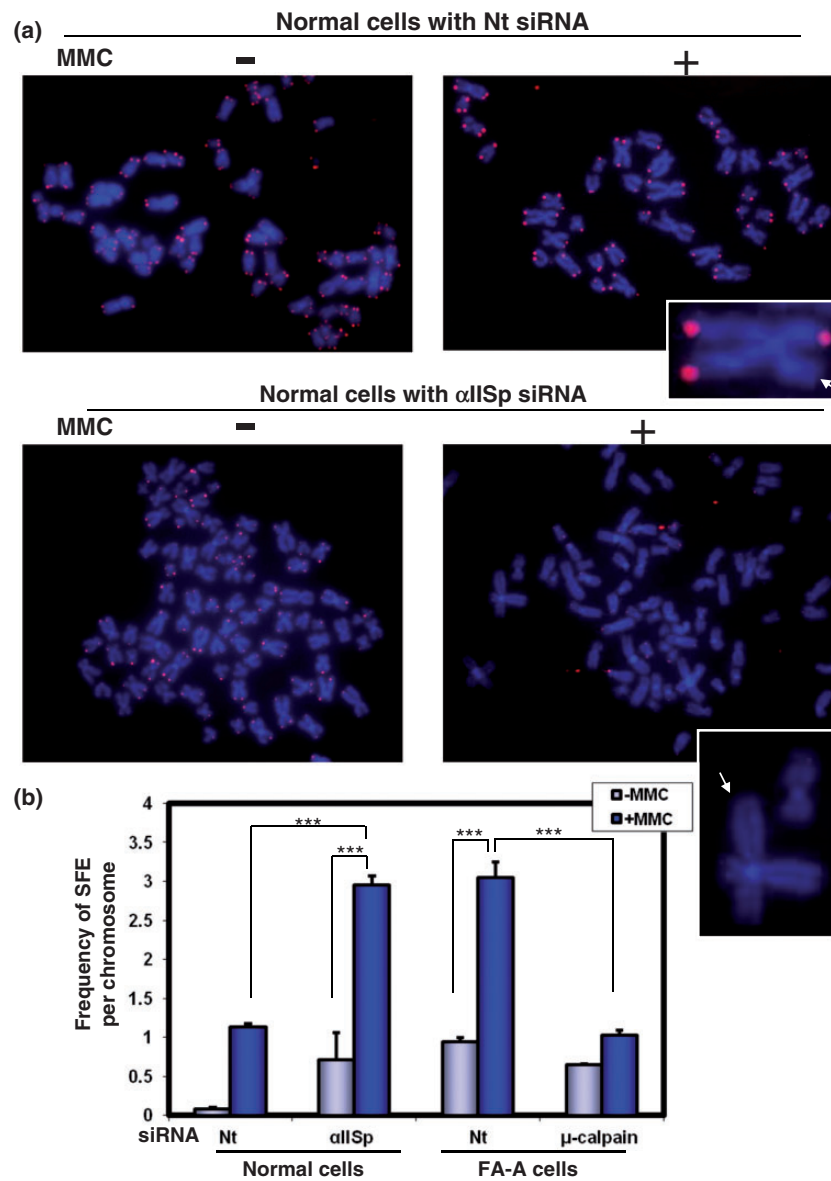 (a)
Normal cells with Nt siRNA
MMC - +
Normal cells with αIISp siRNA
MMC - +
(b)
Frequency of SFE
per chromosome
4
3.5
3
2.5
2
1.5
1
0.5
0
-MMC
+MMC
***
***
***
***
siRNA Nt αIISp Nt μ-calpain
Normal cells FA-A cells